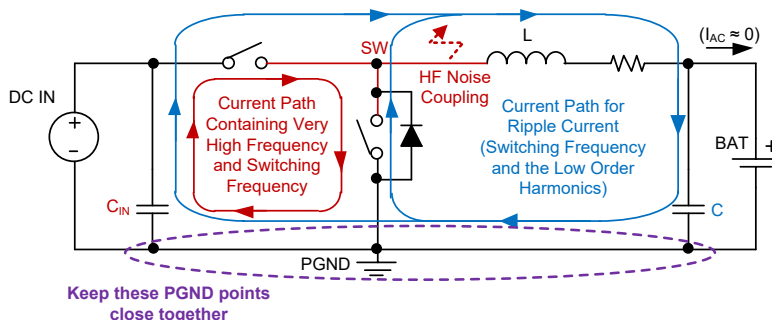 (I_AC ≈ 0)
L
SW
DC IN
HF Noise
Coupling
Current Path
Containing Very
High Frequency
and Switching
Frequency
Current Path for
Ripple Current
(Switching Frequency
and the Low Order
Harmonics)
BAT
+
+
−
C_IN
C
PGND
Keep these PGND points
close together